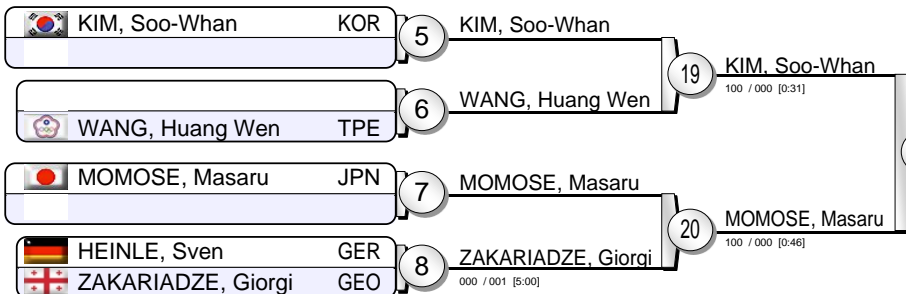 KIM, Soo-Whan KOR
5
KIM, Soo-Whan
19
KIM, Soo-Whan
100 / 000 [0:31]
6
WANG, Huang Wen
WANG, Huang Wen TPE
MOMOSE, Masaru JPN
7
MOMOSE, Masaru
20
MOMOSE, Masaru
100 / 000 [0:46]
HEINLE, Sven GER
8
ZAKARIADZE, Giorgi
000 / 001 [5:00]
ZAKARIADZE, Giorgi GEO